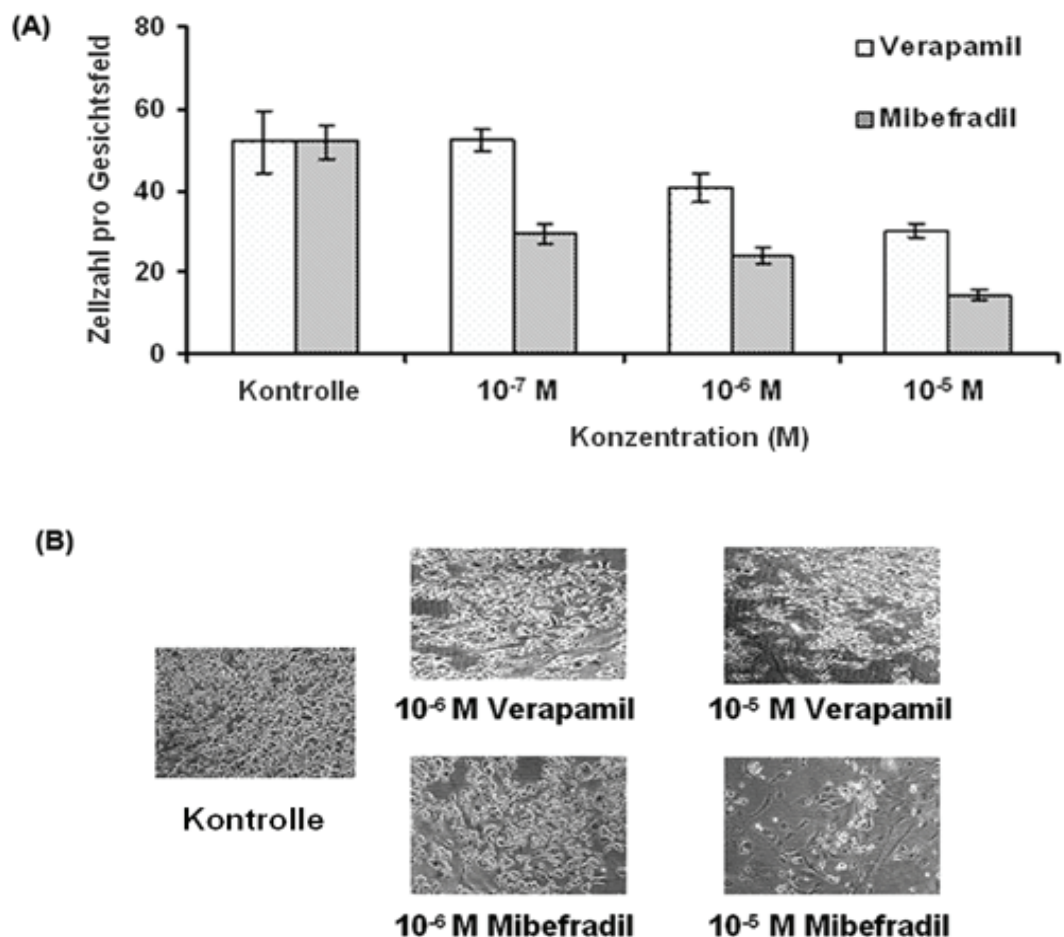 (A)
80
60
40
20
0
Zellzahl pro Gesichtsfeld
Verapamil
Mibefradil
Kontrolle 10⁻⁷ M 10⁻⁶ M 10⁻⁵ M
Konzentration (M)
(B)
Kontrolle
10⁻⁶ M Verapamil 10⁻⁵ M Verapamil
10⁻⁶ M Mibefradil 10⁻⁵ M Mibefradil